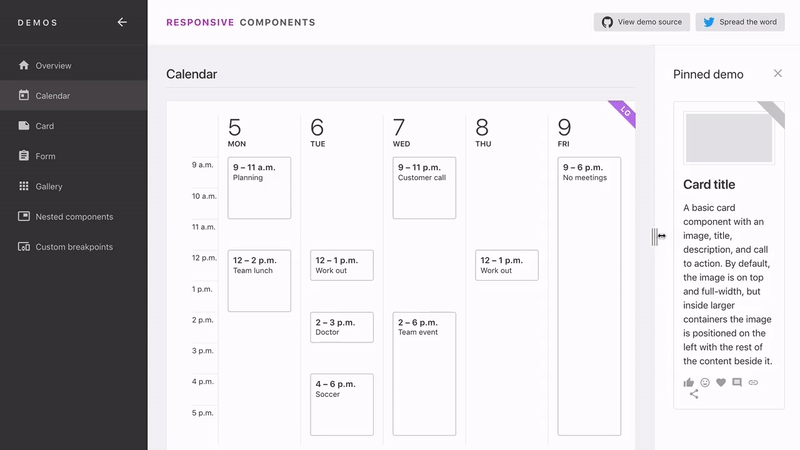 DEMOS
RESPONSIVE COMPONENTS
View demo source
Spread the word
Overview
Calendar
Card
Form
Gallery
Nested components
Custom breakpoints
Calendar
LG
5
MON
6
TUE
7
WED
8
THU
9
FRI
9 a.m.
10 a.m.
11 a.m.
12 p.m.
1 p.m.
2 p.m.
3 p.m.
4 p.m.
5 p.m.
9 – 11 a.m.
Planning
12 – 2 p.m.
Team lunch
12 – 1 p.m.
Work out
2 – 3 p.m.
Doctor
4 – 6 p.m.
Soccer
9 – 11 p.m.
Customer call
2 – 6 p.m.
Team event
12 – 1 p.m.
Work out
9 – 6 p.m.
No meetings
Pinned demo
Card title
A basic card
component with an
image, title,
description, and call
to action. By default,
the image is on top
and full-width, but
inside larger
containers the image
is positioned on the
left with the rest of
the content beside it.